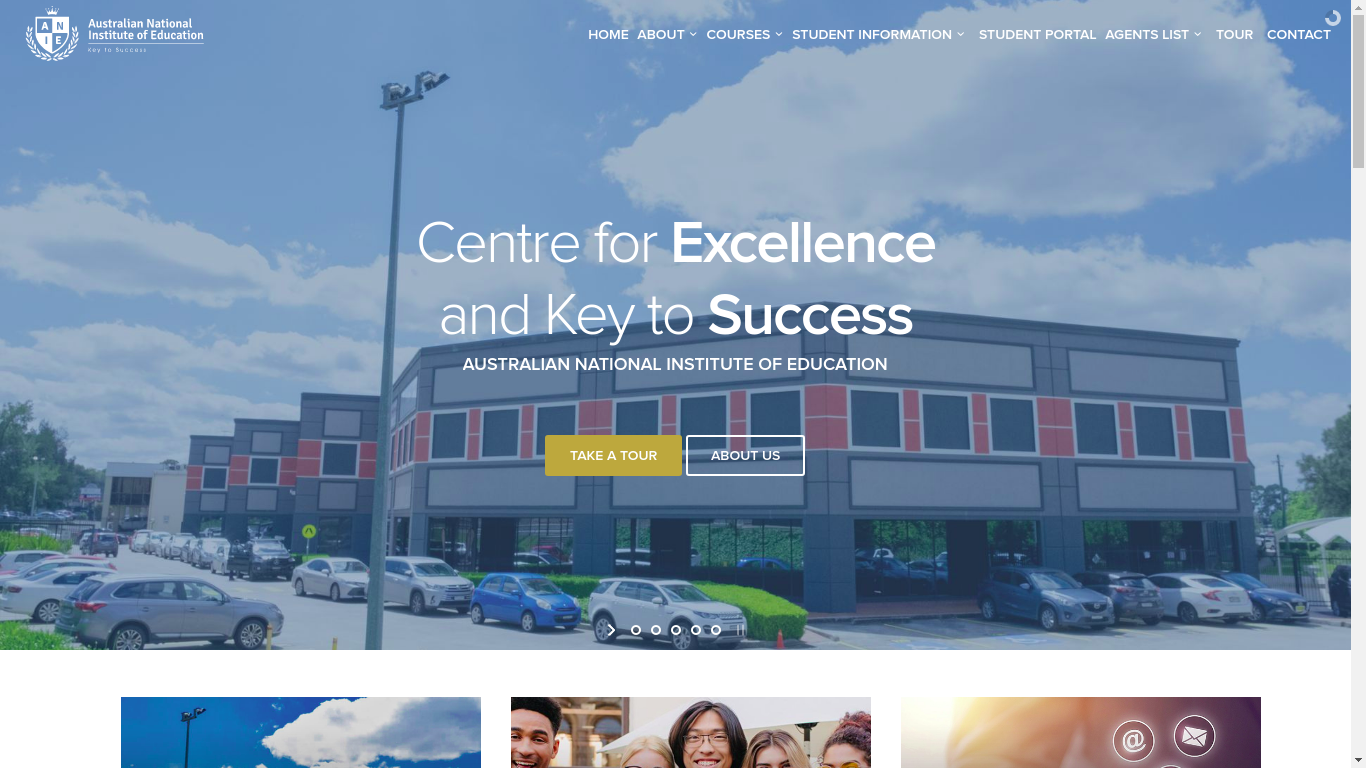 Australian National
Institute of Education
Key to Success
A N
I E
HOME ABOUT COURSES STUDENT INFORMATION STUDENT PORTAL AGENTS LIST TOUR CONTACT
Centre for Excellence
and Key to Success
AUSTRALIAN NATIONAL INSTITUTE OF EDUCATION
TAKE A TOUR ABOUT US
@